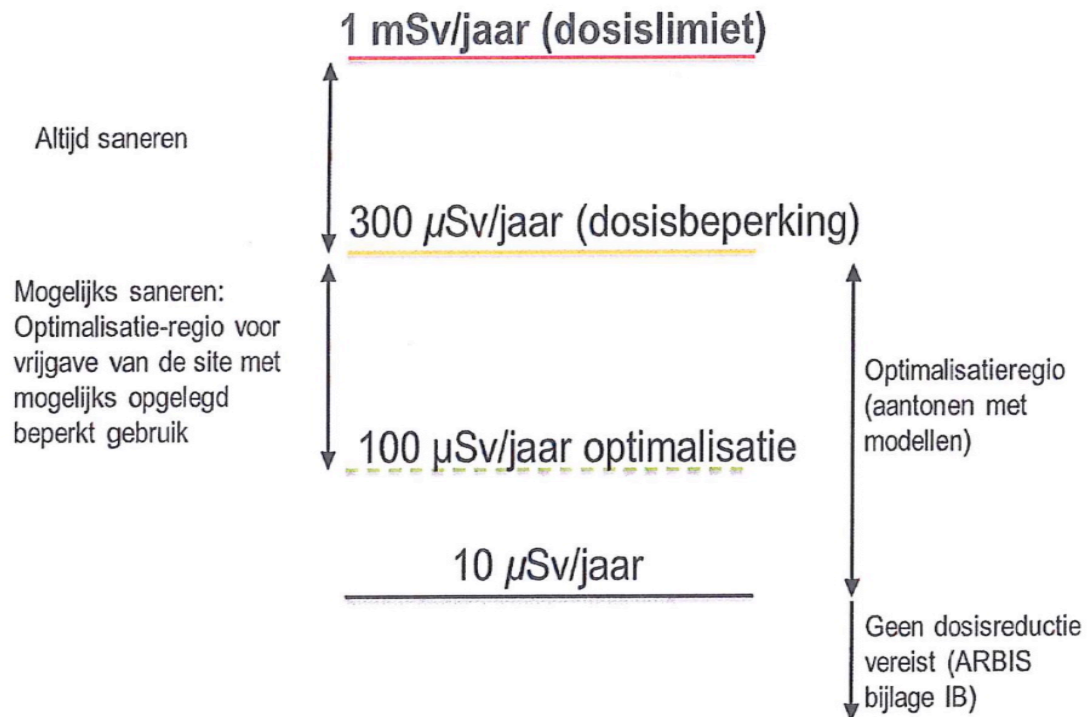 1 mSv/jaar (dosislimiet)
Altijd saneren
300 µSv/jaar (dosisbeperking)
Mogelijks saneren:
Optimalisatie-regio voor
vrijgave van de site met
mogelijks opgelegd
beperkt gebruik
Optimalisatieregio
(aantonen met
modellen)
100 µSv/jaar optimalisatie
10 µSv/jaar
Geen dosisreductie
vereist (ARBIS
bijlage IB)